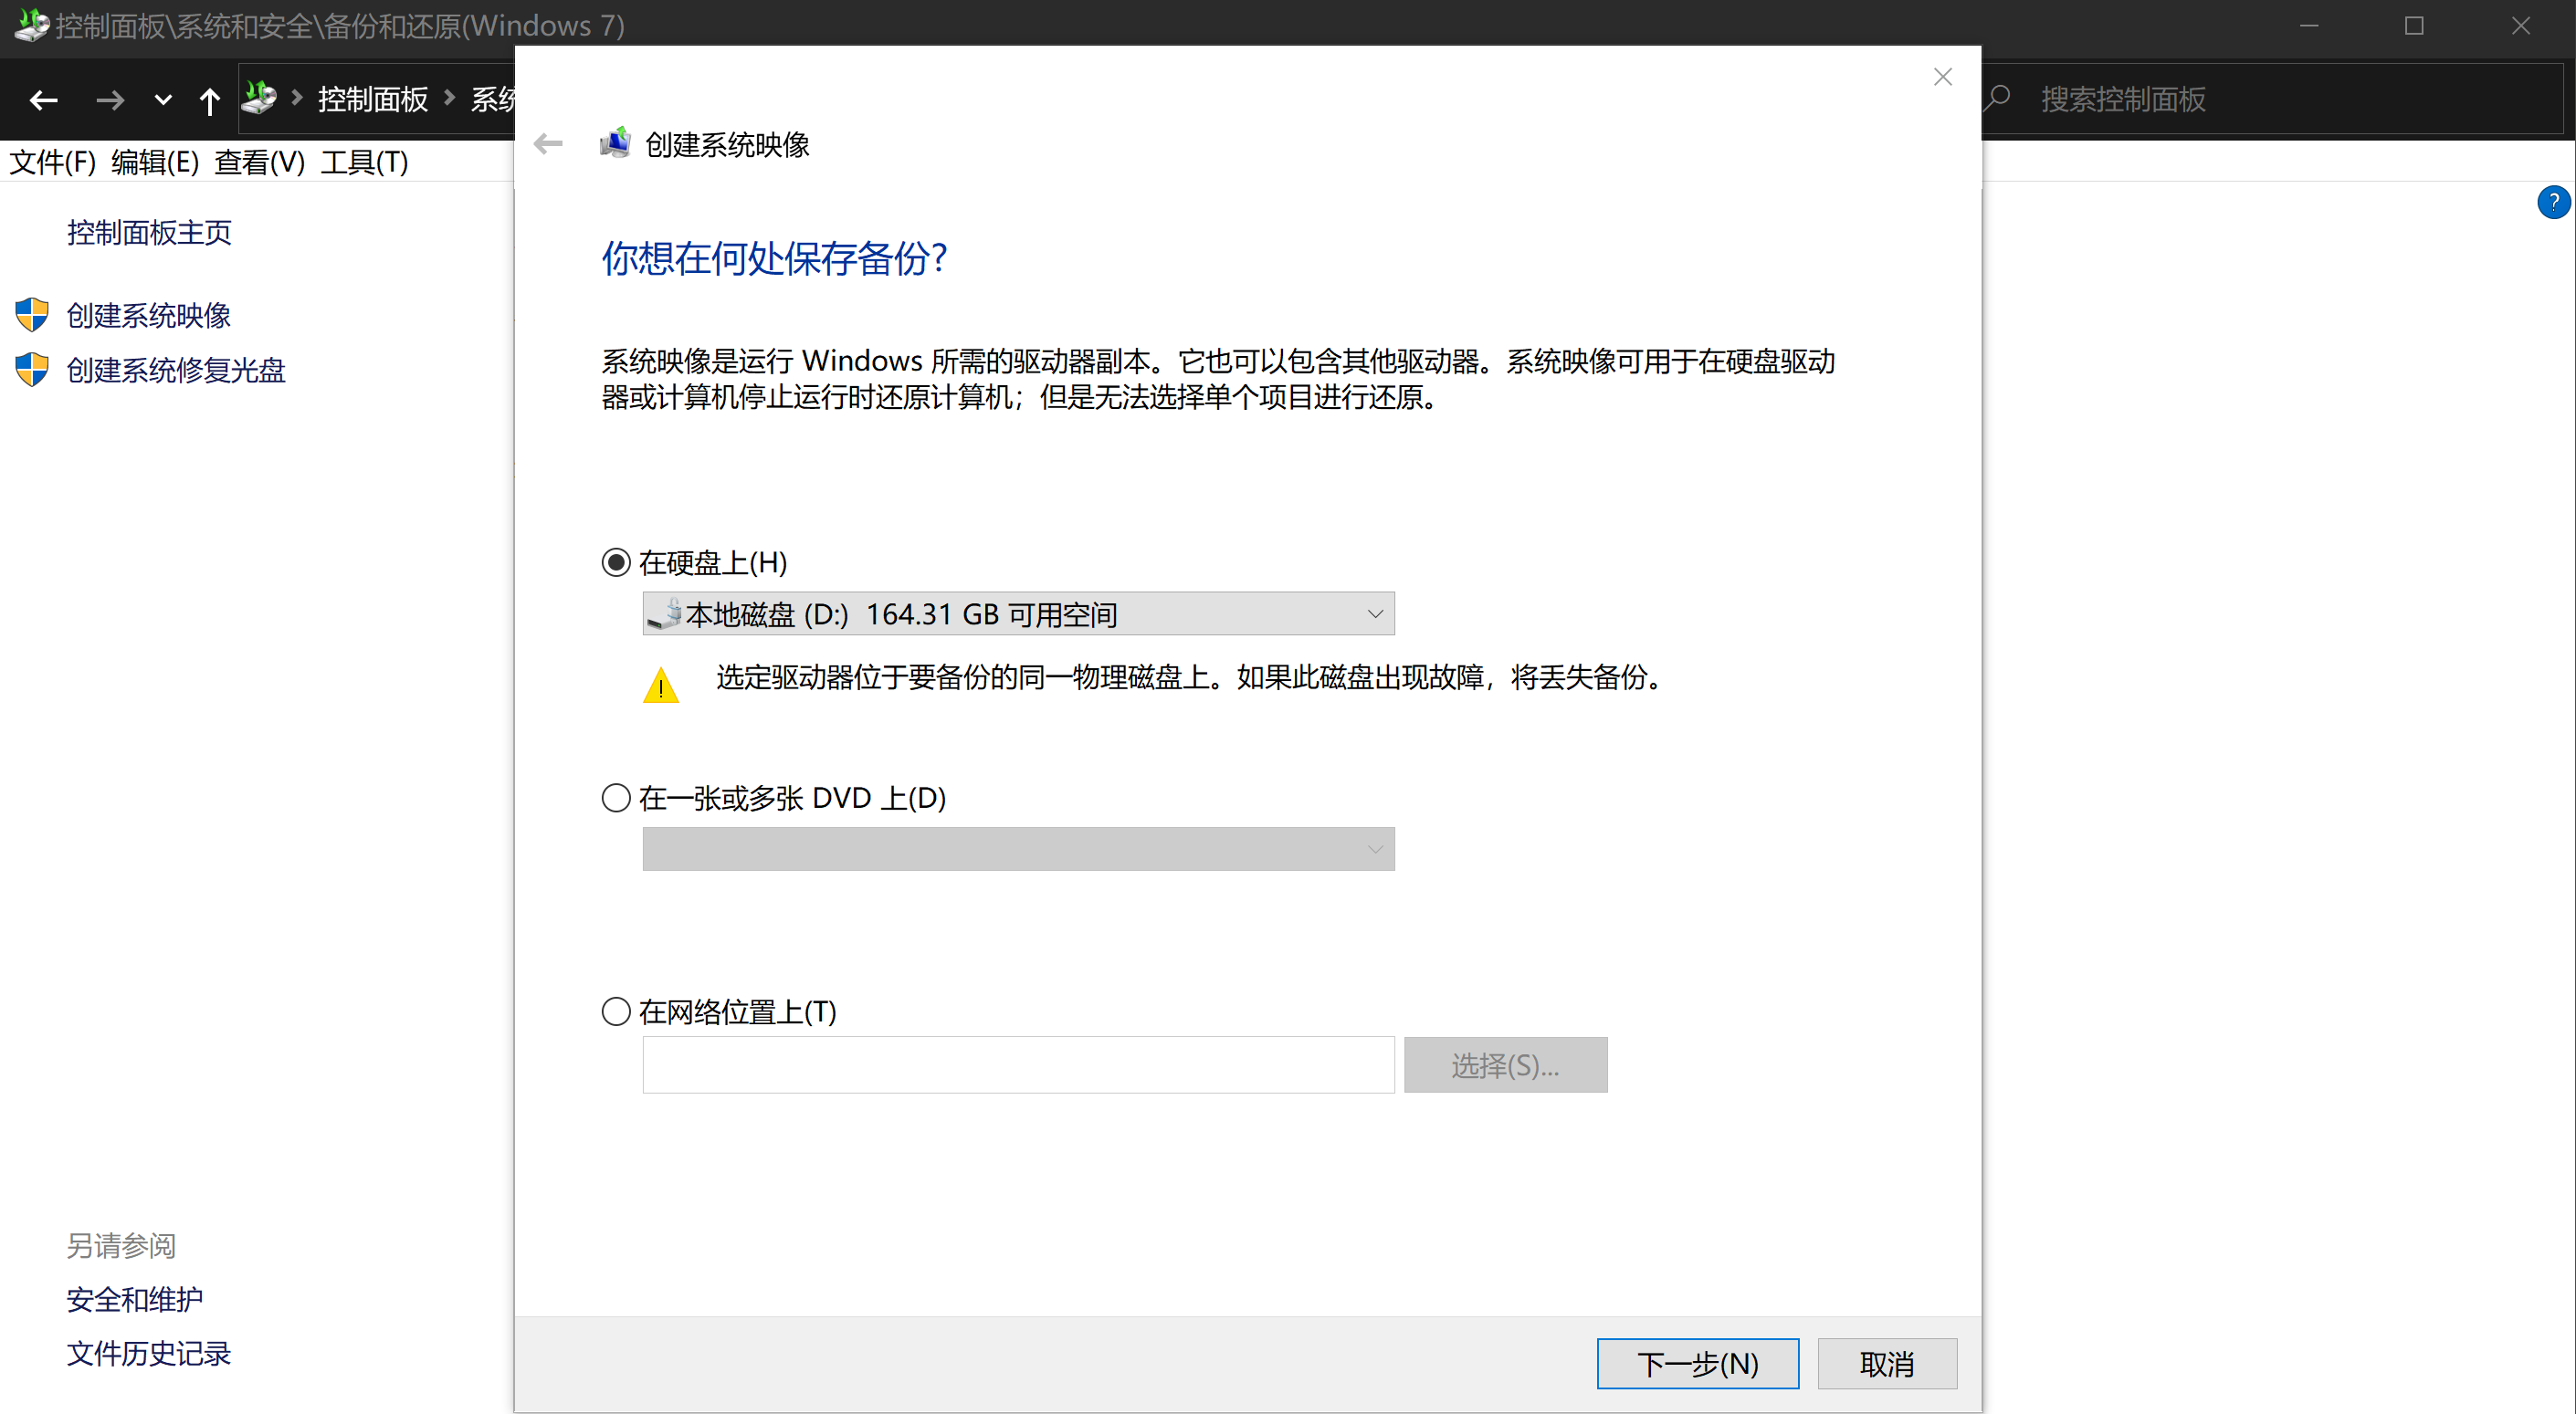 控制面板\系统和安全\备份和还原(Windows 7)
控制面板 系统
搜索控制面板
文件(F) 编辑(E) 查看(V) 工具(T)
控制面板主页
创建系统映像
创建系统修复光盘
另请参阅
安全和维护
文件历史记录
创建系统映像
你想在何处保存备份?
系统映像是运行 Windows 所需的驱动器副本。它也可以包含其他驱动器。系统映像可用于在硬盘驱动
器或计算机停止运行时还原计算机；但是无法选择单个项目进行还原。
在硬盘上(H)
本地磁盘 (D:) 164.31 GB 可用空间
选定驱动器位于要备份的同一物理磁盘上。如果此磁盘出现故障，将丢失备份。
在一张或多张 DVD 上(D)
在网络位置上(T)
选择(S)...
下一步(N)
取消